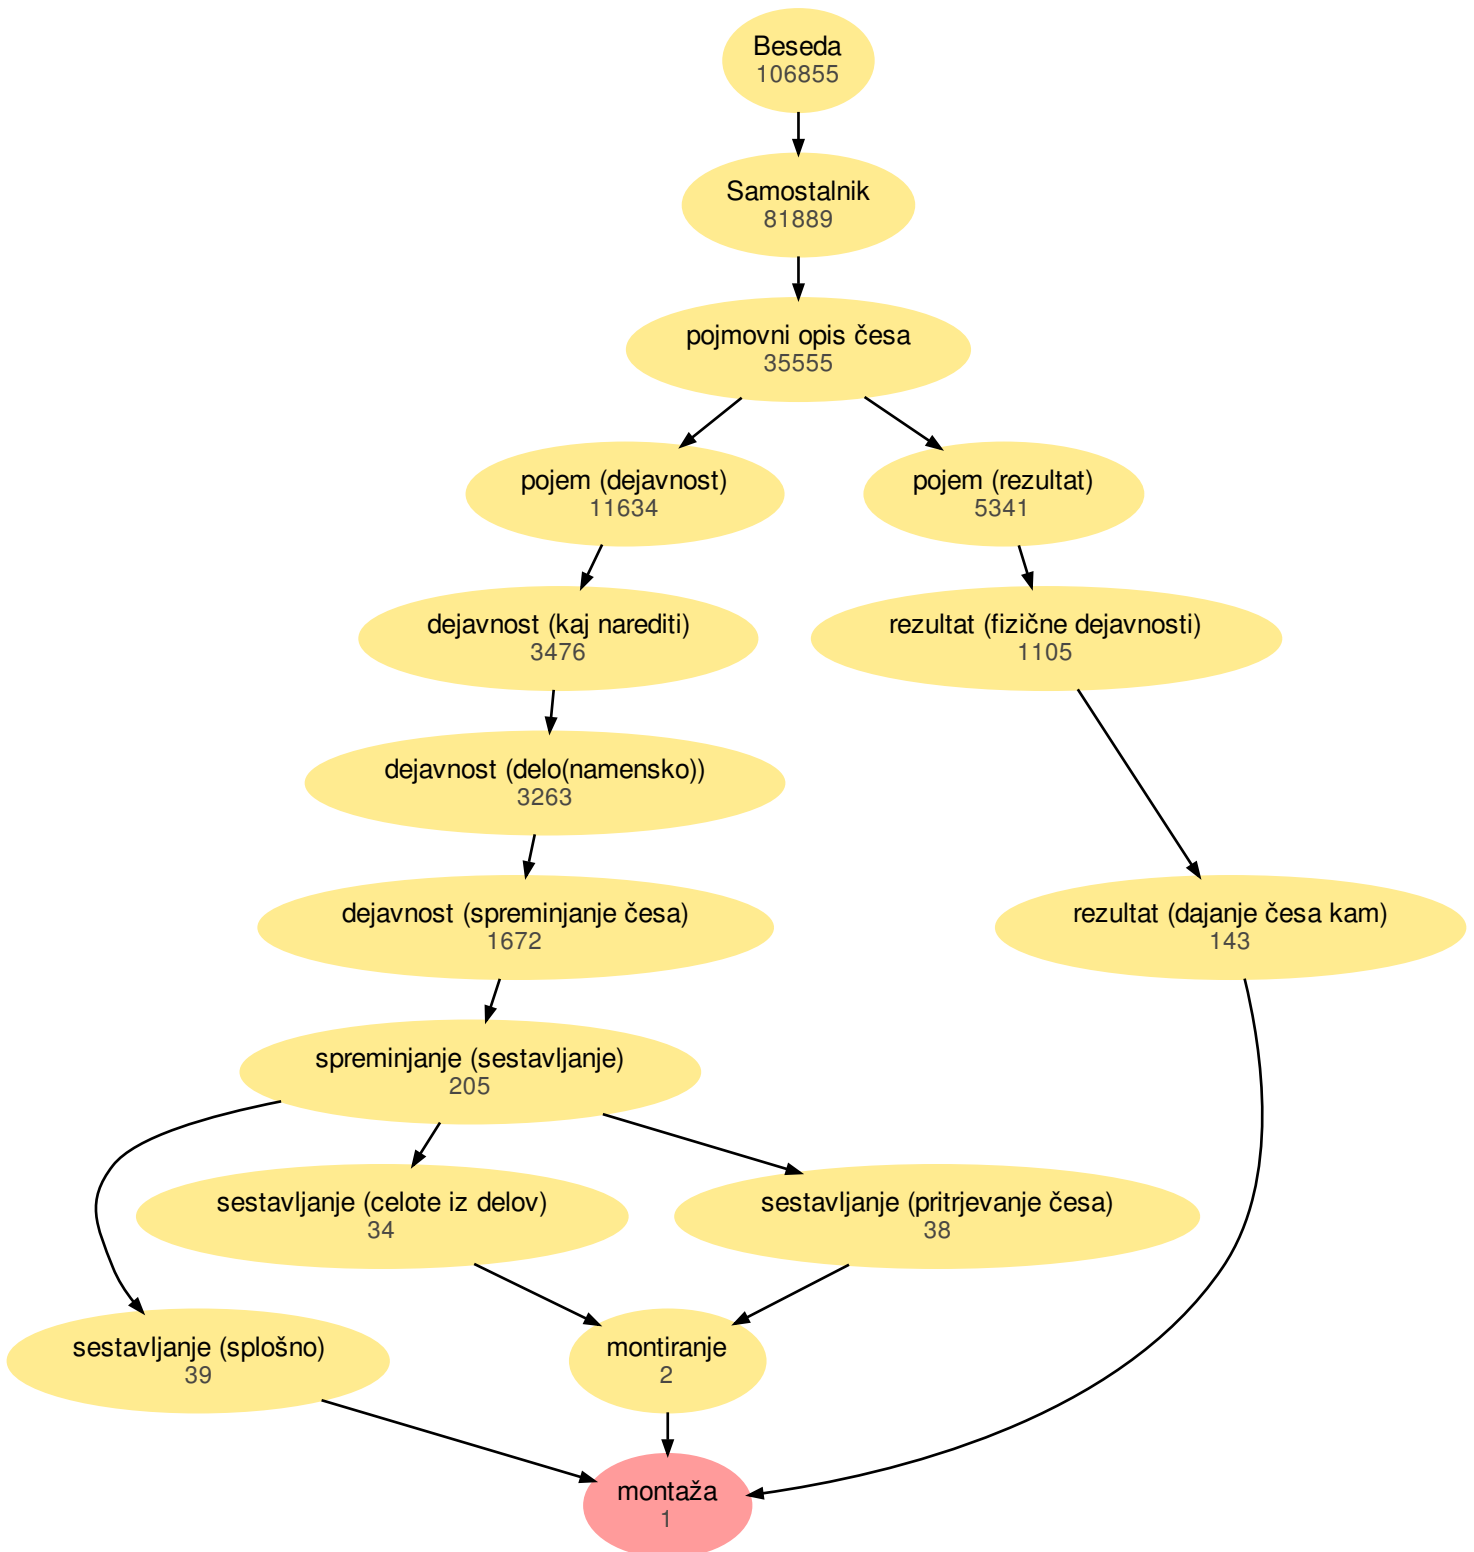 Beseda
106855
Samostalnik
81889
pojmovni opis česa
35555
pojem (dejavnost)
11634
pojem (rezultat)
5341
dejavnost (kaj narediti)
3476
rezultat (fizične dejavnosti)
1105
dejavnost (delo(namensko))
3263
dejavnost (spreminjanje česa)
1672
rezultat (dajanje česa kam)
143
spreminjanje (sestavljanje)
205
sestavljanje (celote iz delov)
34
sestavljanje (pritrjevanje česa)
38
sestavljanje (splošno)
39
montiranje
2
montaža
1